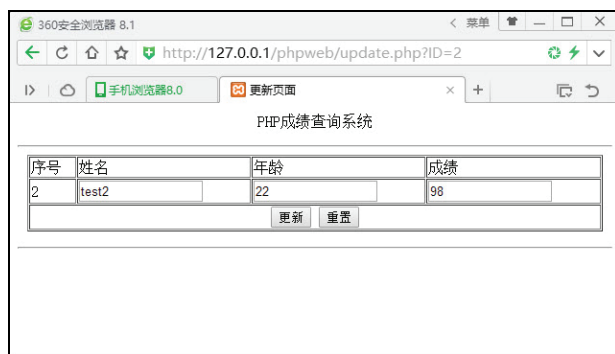 360安全浏览器 8.1 菜单
http://127.0.0.1/phpweb/update.php?ID=2
手机浏览器8.0 更新页面
PHP成绩查询系统
序号 姓名 年龄 成绩
2 test2 22 98
更新 重置